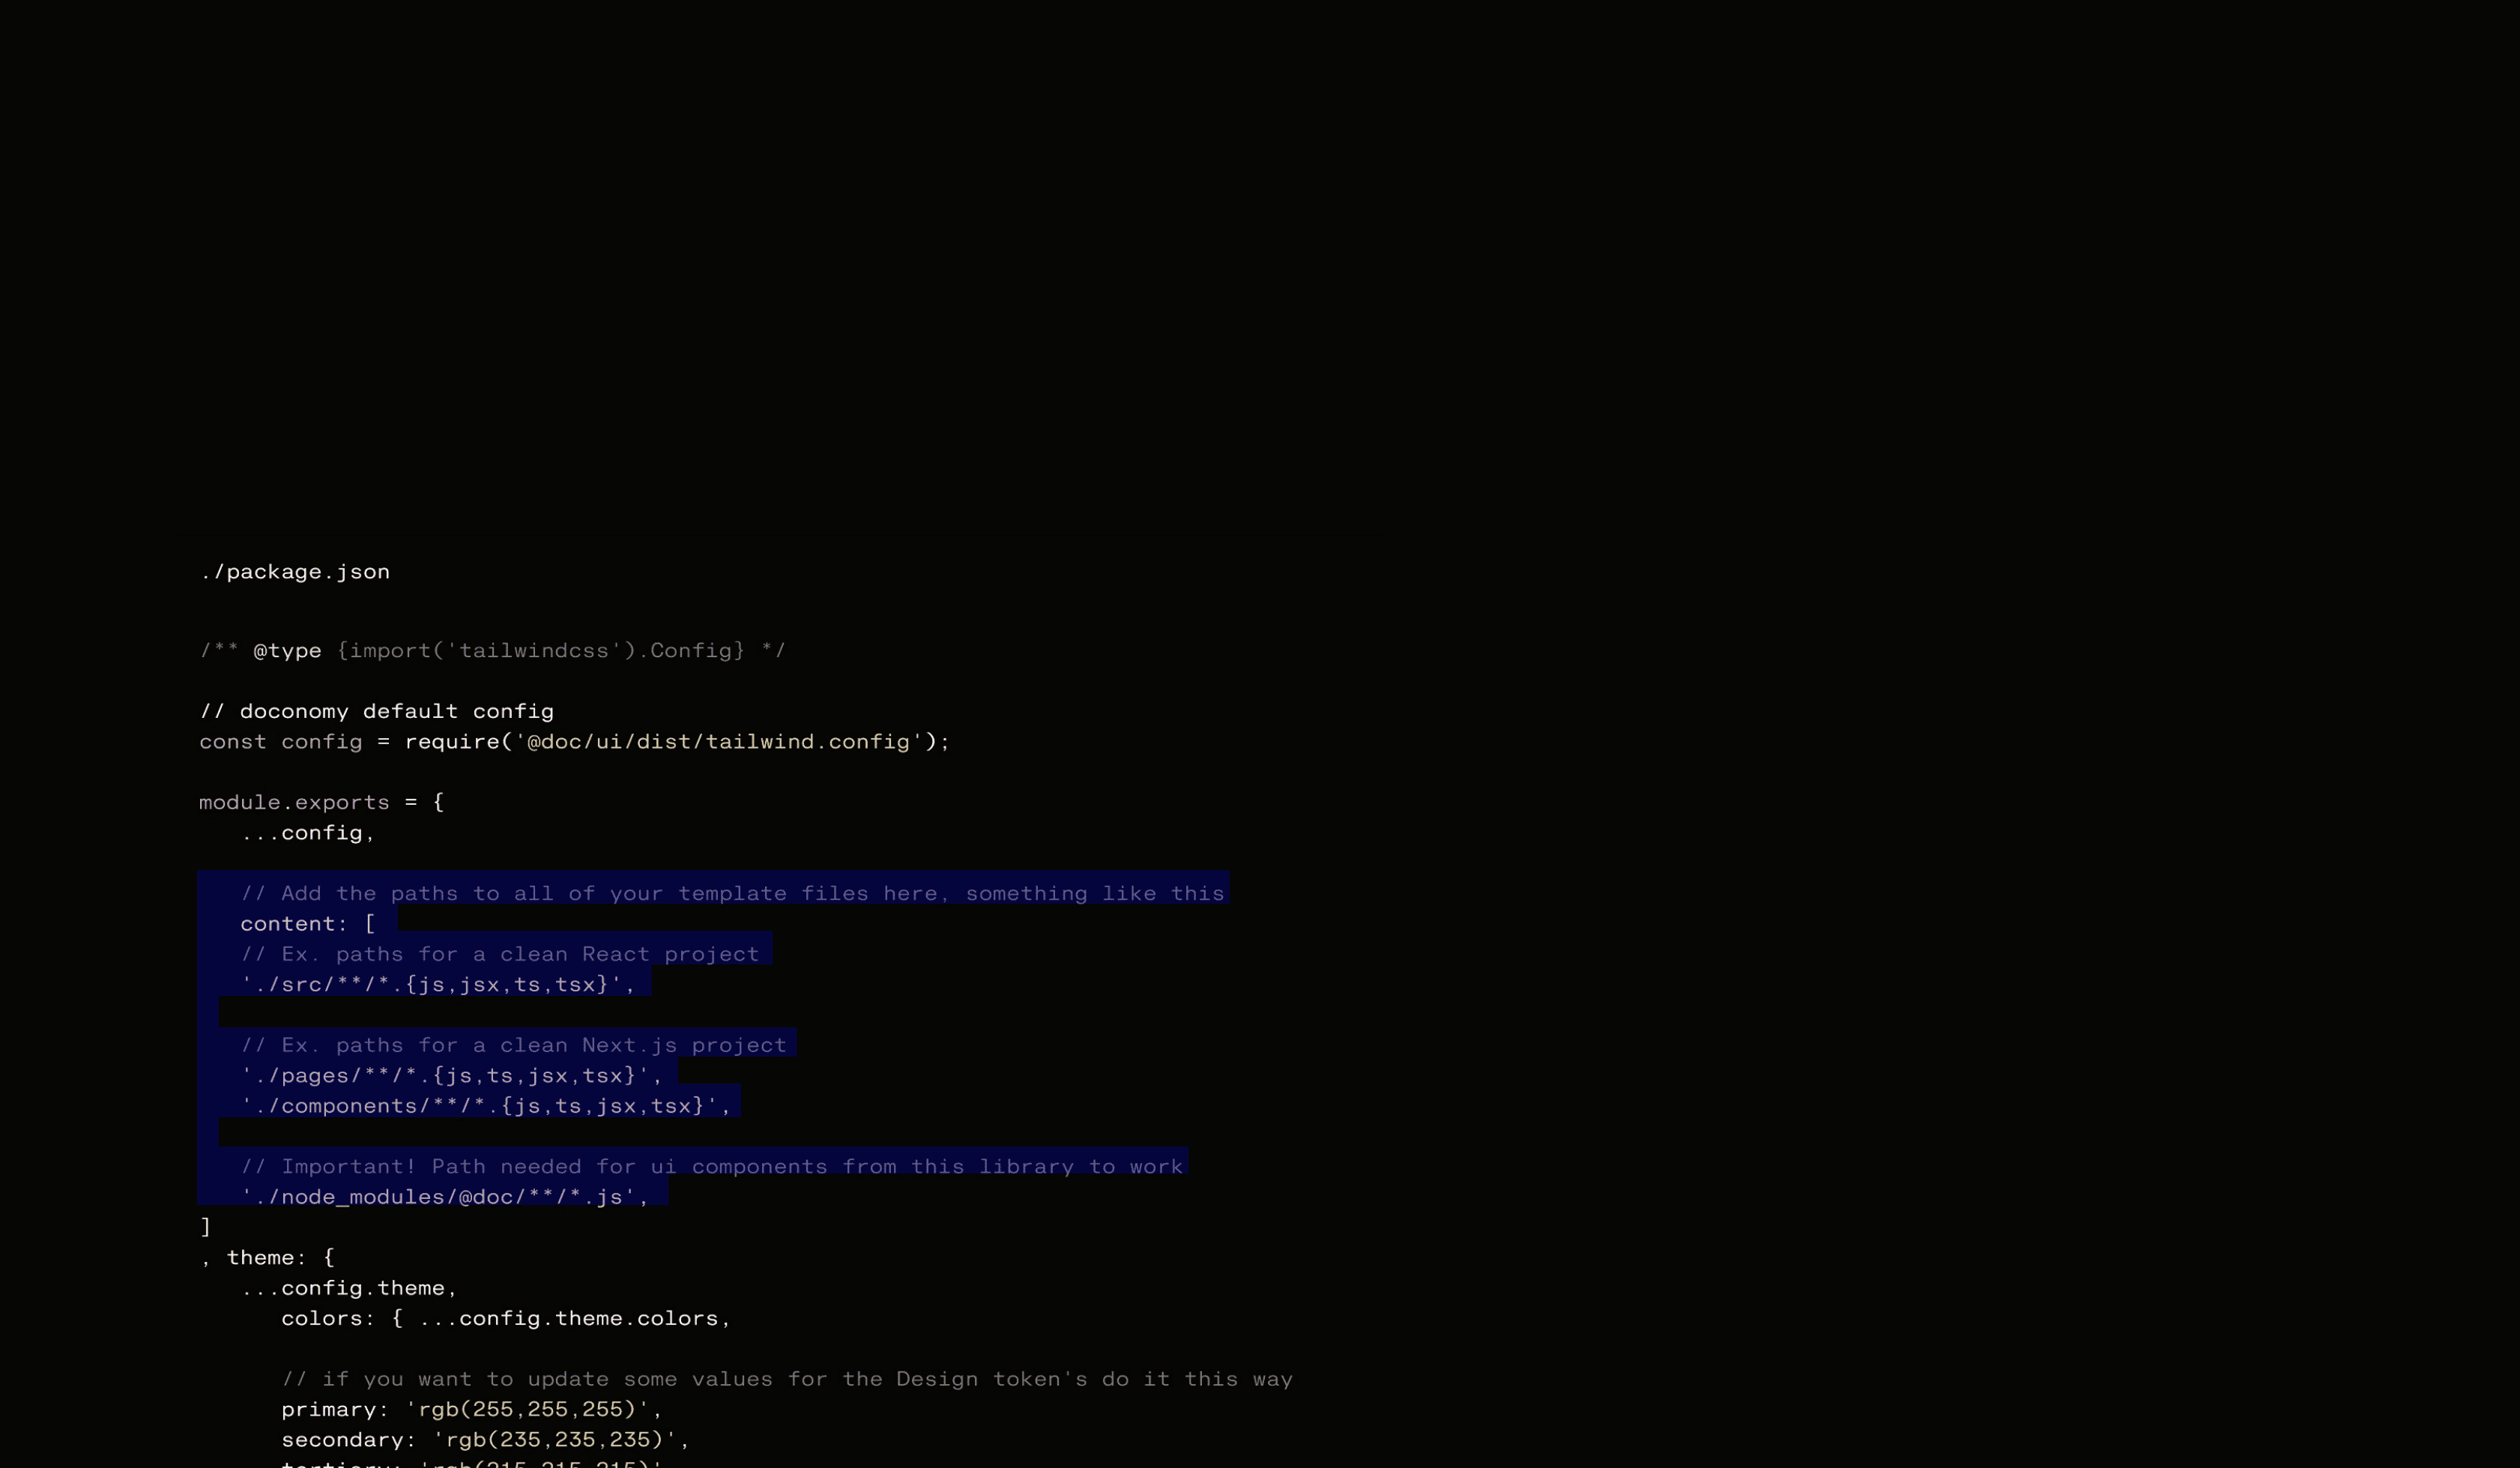 ./package.json
/** @type {import('tailwindcss').Config} */
// doconomy default config
const config = require('@doc/ui/dist/tailwind.config');
module.exports = {
...config,
// Add the paths to all of your template files here, something like this
content: [
// Ex. paths for a clean React project
'./src/**/*.{js,jsx,ts,tsx}',
// Ex. paths for a clean Next.js project
'./pages/**/*.{js,ts,jsx,tsx}',
'./components/**/*.{js,ts,jsx,tsx}',
// Important! Path needed for ui components from this library to work
'./node_modules/@doc/**/*.js',
]
, theme: {
...config.theme,
colors: { ...config.theme.colors,
// if you want to update some values for the Design token's do it this way
primary: 'rgb(255,255,255)',
secondary: 'rgb(235,235,235)',
tertiary: 'rgb(215,215,215)',